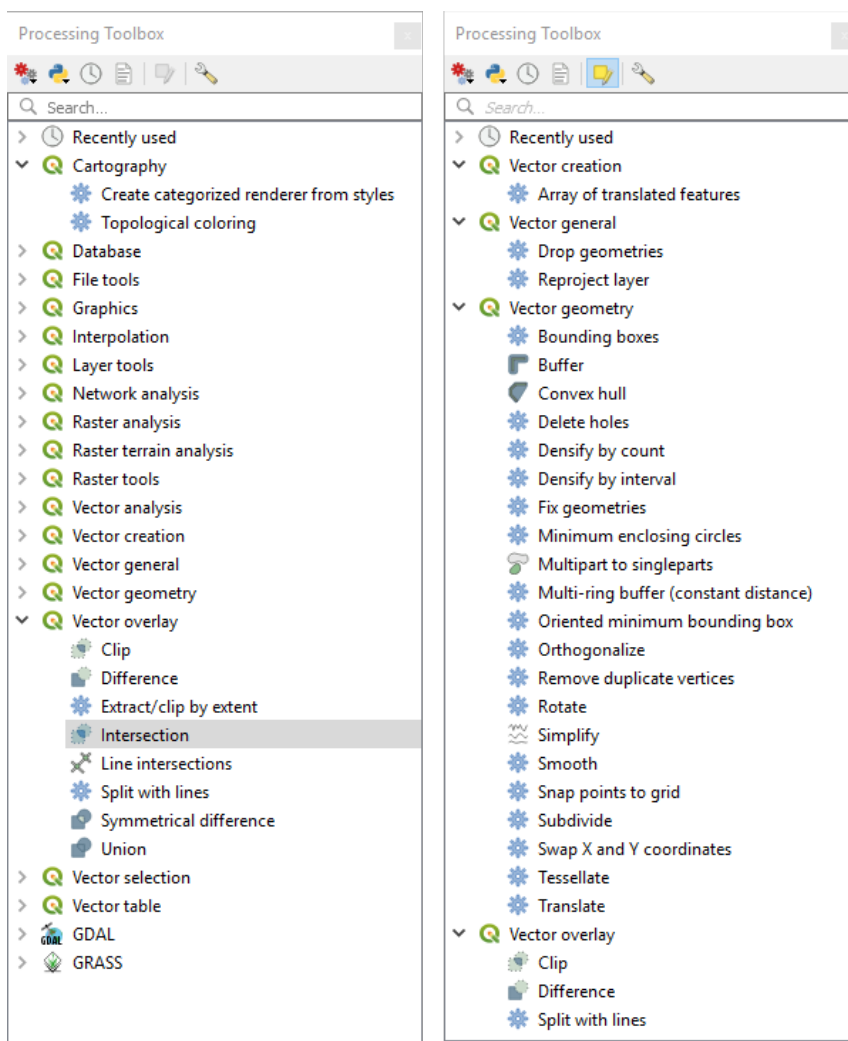 Processing Toolbox
x
Search...
Recently used
Cartography
Create categorized renderer from styles
Topological coloring
Database
File tools
Graphics
Interpolation
Layer tools
Network analysis
Raster analysis
Raster terrain analysis
Raster tools
Vector analysis
Vector creation
Vector general
Vector geometry
Vector overlay
Clip
Difference
Extract/clip by extent
Intersection
Line intersections
Split with lines
Symmetrical difference
Union
Vector selection
Vector table
GDAL
GDAL
GRASS
Processing Toolbox
x
Search...
Recently used
Vector creation
Array of translated features
Vector general
Drop geometries
Reproject layer
Vector geometry
Bounding boxes
Buffer
Convex hull
Delete holes
Densify by count
Densify by interval
Fix geometries
Minimum enclosing circles
Multipart to singleparts
Multi-ring buffer (constant distance)
Oriented minimum bounding box
Orthogonalize
Remove duplicate vertices
Rotate
Simplify
Smooth
Snap points to grid
Subdivide
Swap X and Y coordinates
Tessellate
Translate
Vector overlay
Clip
Difference
Split with lines